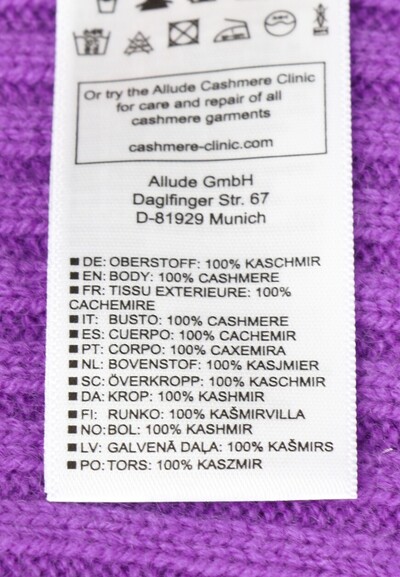 Or try the Allude Cashmere Clinic
for care and repair of all
cashmere garments
cashmere-clinic.com
Allude GmbH
Daglfinger Str. 67
D-81929 Munich
■ DE: OBERSTOFF: 100% KASCHMIR
■ EN: BODY: 100% CASHMERE
■ FR: TISSU EXTERIEURE: 100%
CACHEMIRE
■ IT: BUSTO: 100% CASHMERE
■ ES: CUERPO: 100% CACHEMIR
■ PT: CORPO: 100% CAXEMIRA
■ NL: BOVENSTOF: 100% KASJMIER
■ SC: ÖVERKROPP: 100% KASCHMIR
■ DA: KROP: 100% KASHMIR
■ FI: RUNKO: 100% KAŠMIRVILLA
■ NO: BOL: 100% KASHMIR
■ LV: GALVENĀ DAĻA: 100% KAŠMIRS
■ PO: TORS: 100% KASZMIR